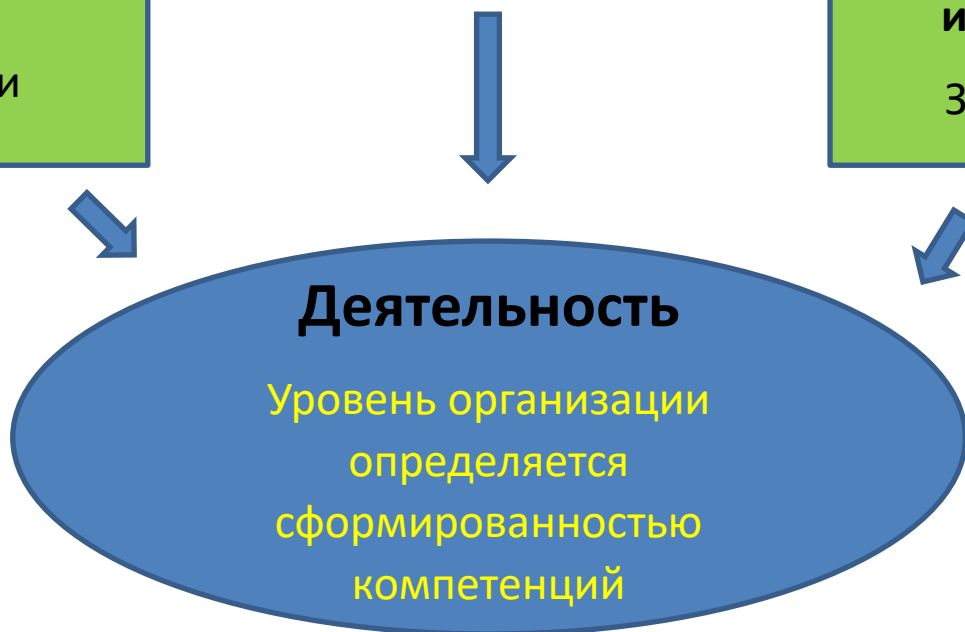 Деятельность
Уровень организации
определяется
сформированностью
компетенций